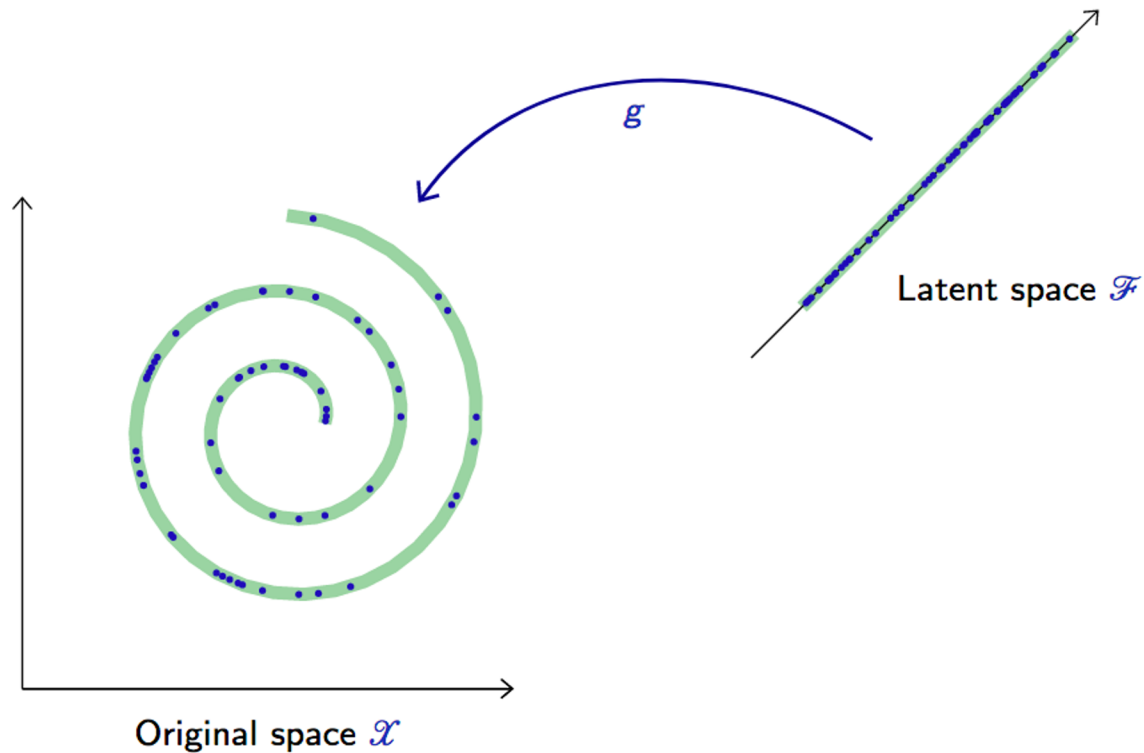 g
Latent space ℱ
Original space 𝒳